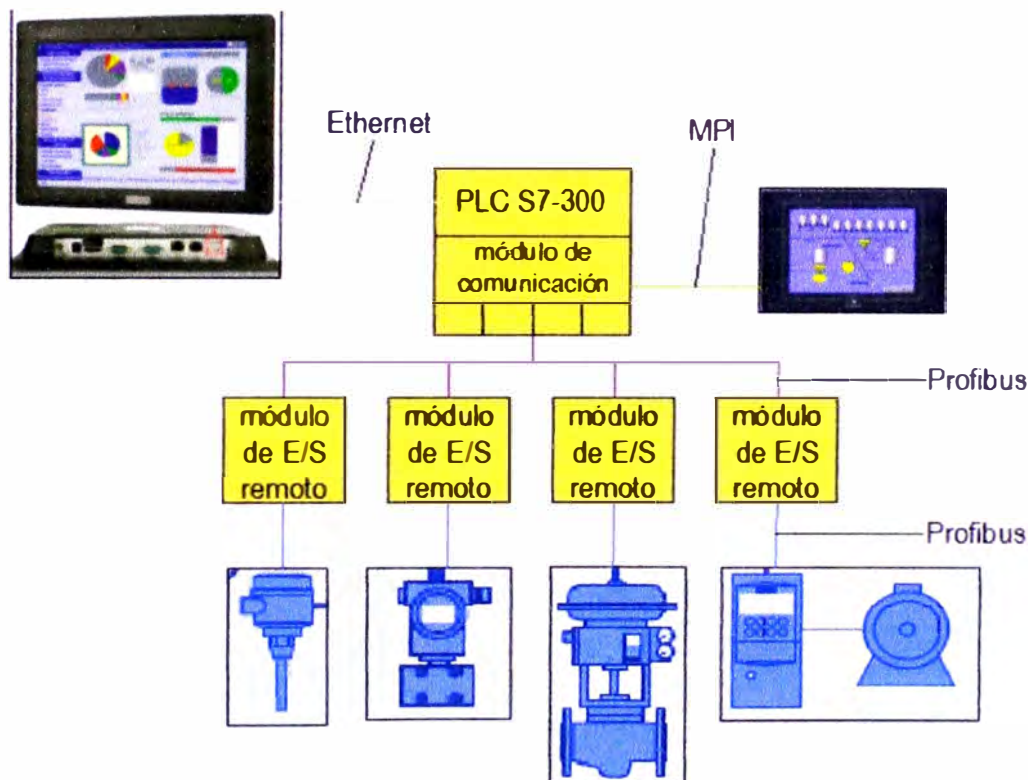 Ethernet
MPI
PLC S7-300
módulo de
comunicación
Profibus
módulo
de E/S
remoto
módulo
de E/S
remoto
módulo
de E/S
remoto
módulo
de E/S
remoto
Profibus